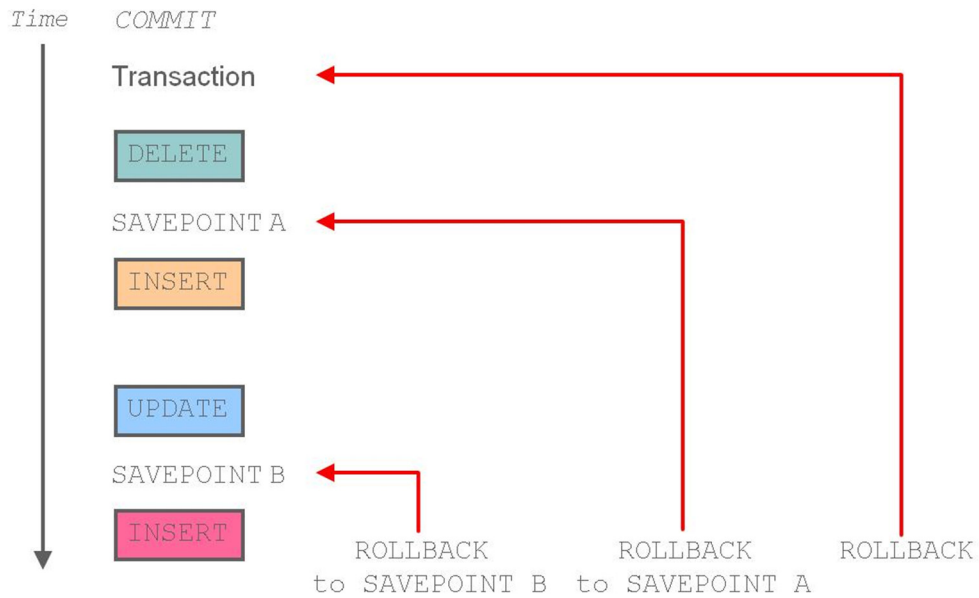 Time COMMIT
Transaction
DELETE
SAVEPOINT A
INSERT
UPDATE
SAVEPOINT B
INSERT
ROLLBACK
to SAVEPOINT B
ROLLBACK
to SAVEPOINT A
ROLLBACK